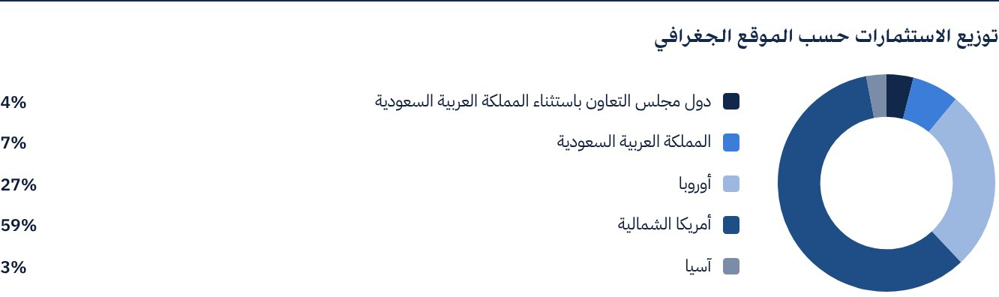 توزيع الاستثمارات حسب الموقع الجغرافي
دول مجلس التعاون باستثناء المملكة العربية السعودية 4%
المملكة العربية السعودية 7%
أوروبا 27%
أمريكا الشمالية 59%
آسيا 3%